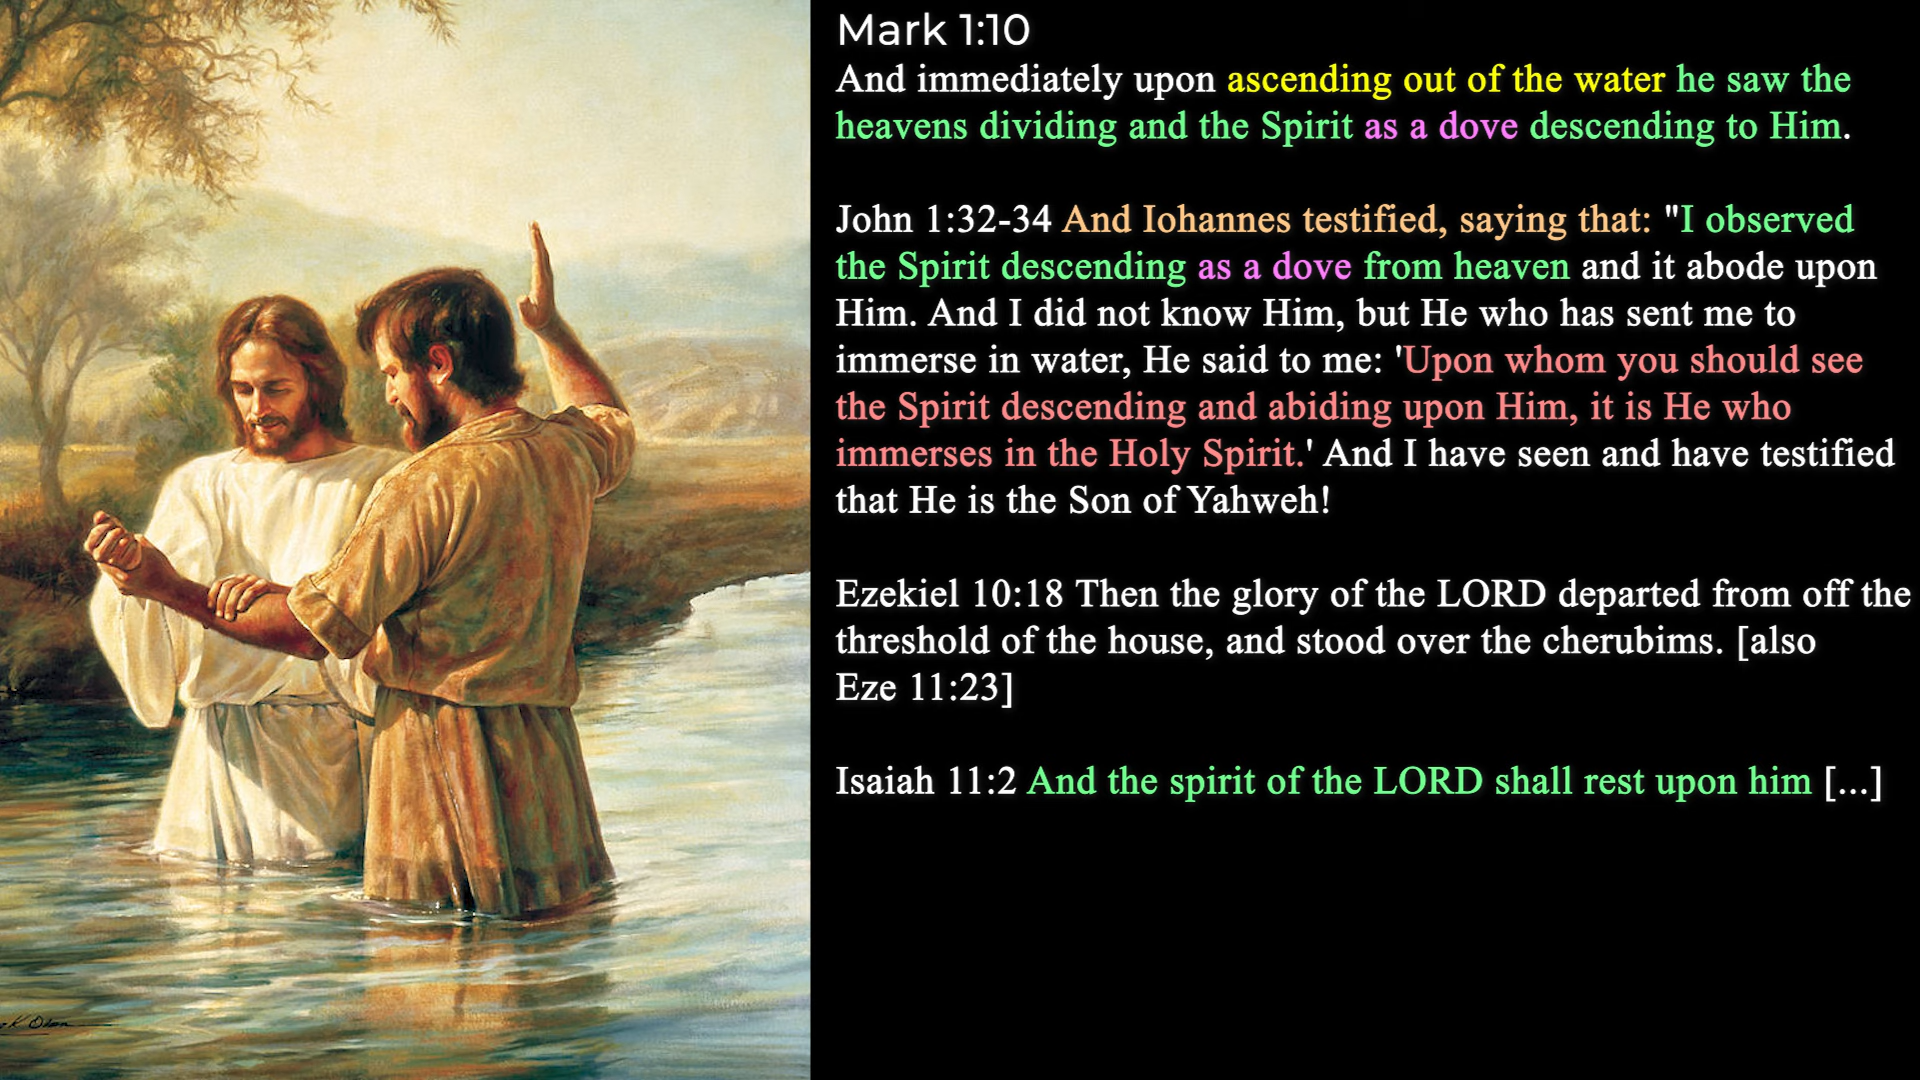 Mark 1:10
And immediately upon ascending out of the water he saw the
heavens dividing and the Spirit as a dove descending to Him.
John 1:32-34 And Iohannes testified, saying that: "I observed
the Spirit descending as a dove from heaven and it abode upon
Him. And I did not know Him, but He who has sent me to
immerse in water, He said to me: 'Upon whom you should see
the Spirit descending and abiding upon Him, it is He who
immerses in the Holy Spirit.' And I have seen and have testified
that He is the Son of Yahweh!
Ezekiel 10:18 Then the glory of the LORD departed from off the
threshold of the house, and stood over the cherubims. [also
Eze 11:23]
Isaiah 11:2 And the spirit of the LORD shall rest upon him [...]